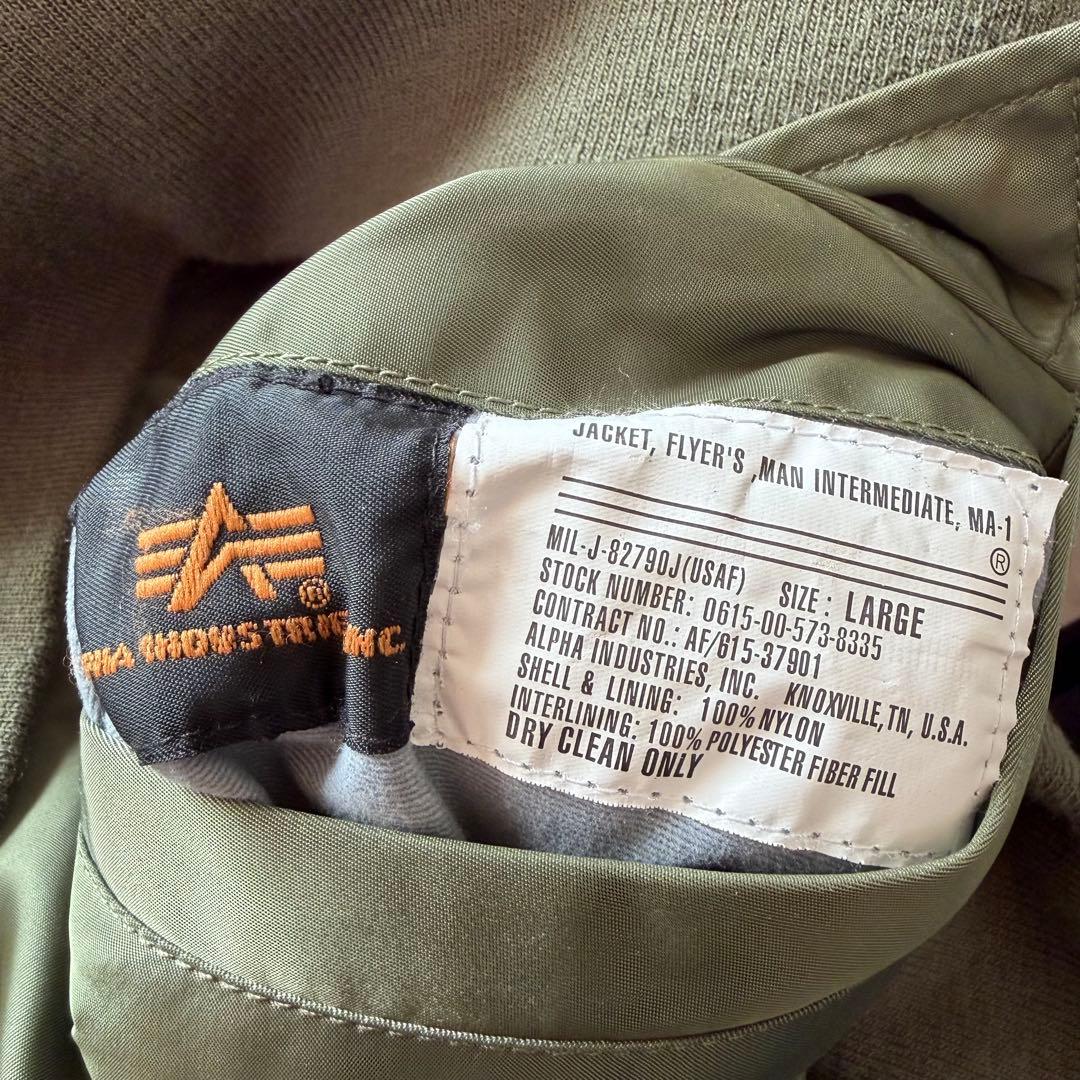 INC.
JACKET, FLYER'S ,MAN INTERMEDIATE, MA-1
®
MIL-J-82790J(USAF) SIZE: LARGE
STOCK NUMBER: 0615-00-573-8335
CONTRACT NO.: AF/615-37901
ALPHA INDUSTRIES, INC. KNOXVILLE, TN, U.S.A.
SHELL & LINING: 100% NYLON
INTERLINING: 100% POLYESTER FIBER FILL
DRY CLEAN ONLY